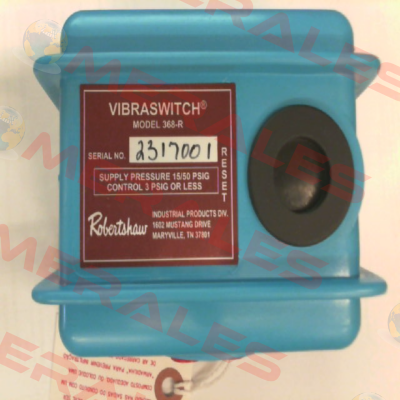 VIBRASWITCH®
MODEL 368-R
SERIAL NO. 2317001
SUPPLY PRESSURE 15/50 PSIG
CONTROL 3 PSIG OR LESS
RESET
Robertshaw
INDUSTRIAL PRODUCTS DIV.
1602 MUSTANG DRIVE
MARYVILLE, TN 37801
MERALES